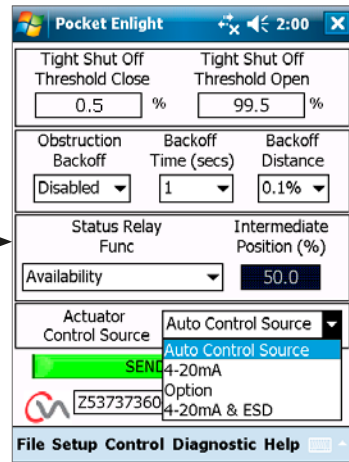 Pocket Enlight 2:00
Tight Shut Off Tight Shut Off
Threshold Close Threshold Open
0.5 % 99.5 %
Obstruction Backoff Backoff
Backoff Time (secs) Distance
Disabled 1 0.1%
Status Relay Intermediate
Func Position (%)
Availability 50.0
Actuator
Control Source Auto Control Source
Auto Control Source
4-20mA
Option
4-20mA & ESD
SEND
Z53737360
File Setup Control Diagnostic Help